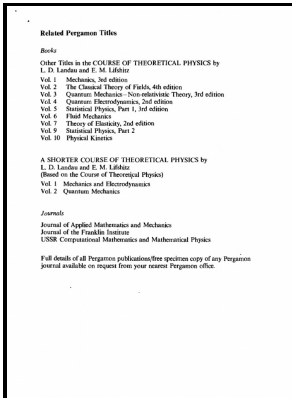 Related Pergamon Titles
Books
Other Titles in the COURSE OF THEORETICAL PHYSICS by
L. D. Landau and E. M. Lifshitz
Vol. 1 Mechanics, 3rd edition
Vol. 2 The Classical Theory of Fields, 4th edition
Vol. 3 Quantum Mechanics—Non-relativistic Theory, 3rd edition
Vol. 4 Quantum Electrodynamics, 2nd edition
Vol. 5 Statistical Physics, Part 1, 3rd edition
Vol. 6 Fluid Mechanics
Vol. 7 Theory of Elasticity, 2nd edition
Vol. 9 Statistical Physics, Part 2
Vol. 10 Physical Kinetics
A SHORTER COURSE OF THEORETICAL PHYSICS by
L. D. Landau and E. M. Lifshitz
(Based on the Course of Theoretical Physics)
Vol. 1 Mechanics and Electrodynamics
Vol. 2 Quantum Mechanics
Journals
Journal of Applied Mathematics and Mechanics
Journal of the Franklin Institute
USSR Computational Mathematics and Mathematical Physics
Full details of all Pergamon publications/free specimen copy of any Pergamon
journal available on request from your nearest Pergamon office.